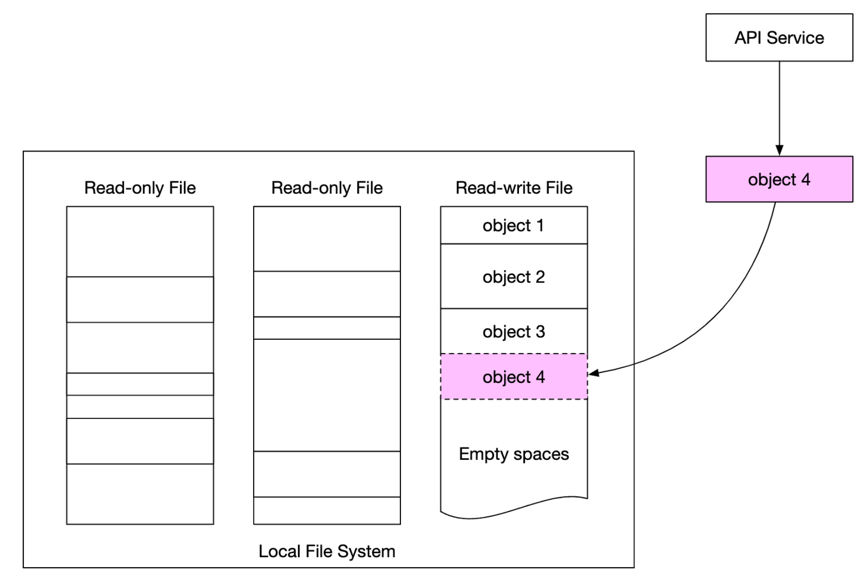 API Service
object 4
Read-only File
Read-only File
Read-write File
object 1
object 2
object 3
object 4
Empty spaces
Local File System